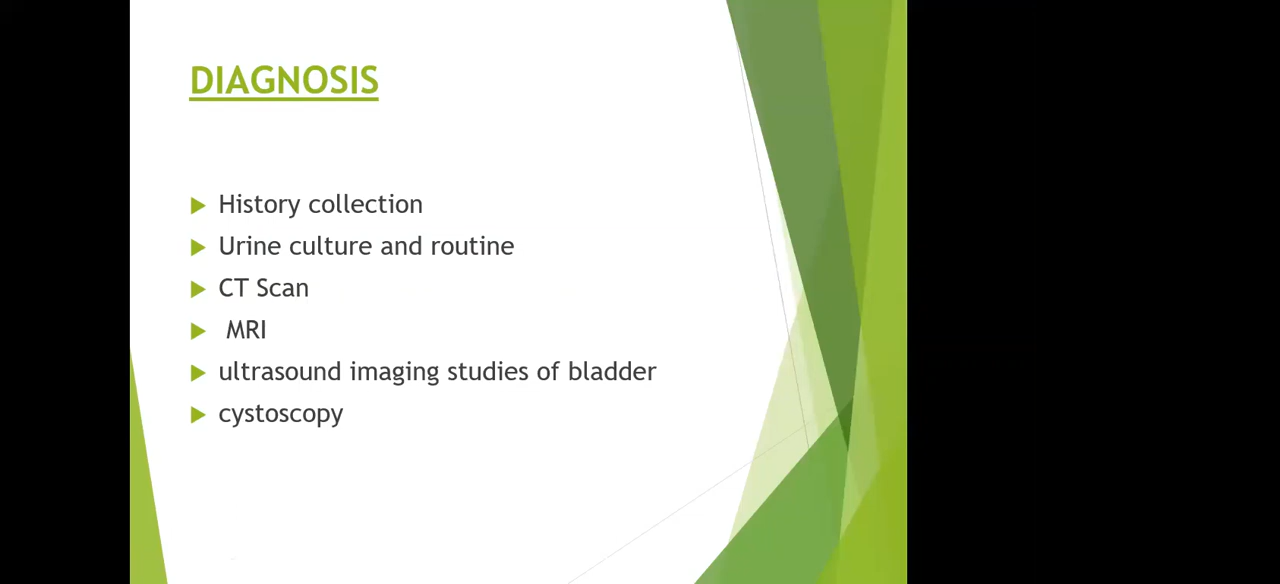 DIAGNOSIS
History collection
Urine culture and routine
CT Scan
MRI
ultrasound imaging studies of bladder
cystoscopy